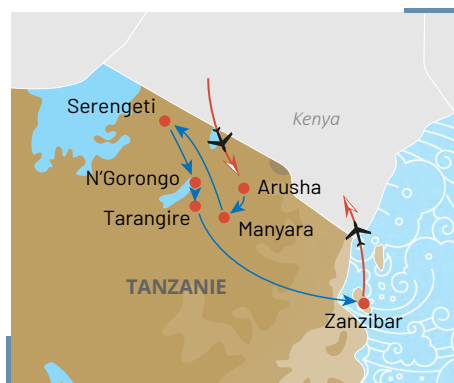 Serengeti
Kenya
N'Gorongo
Arusha
Tarangire
Manyara
TANZANIE
Zanzibar